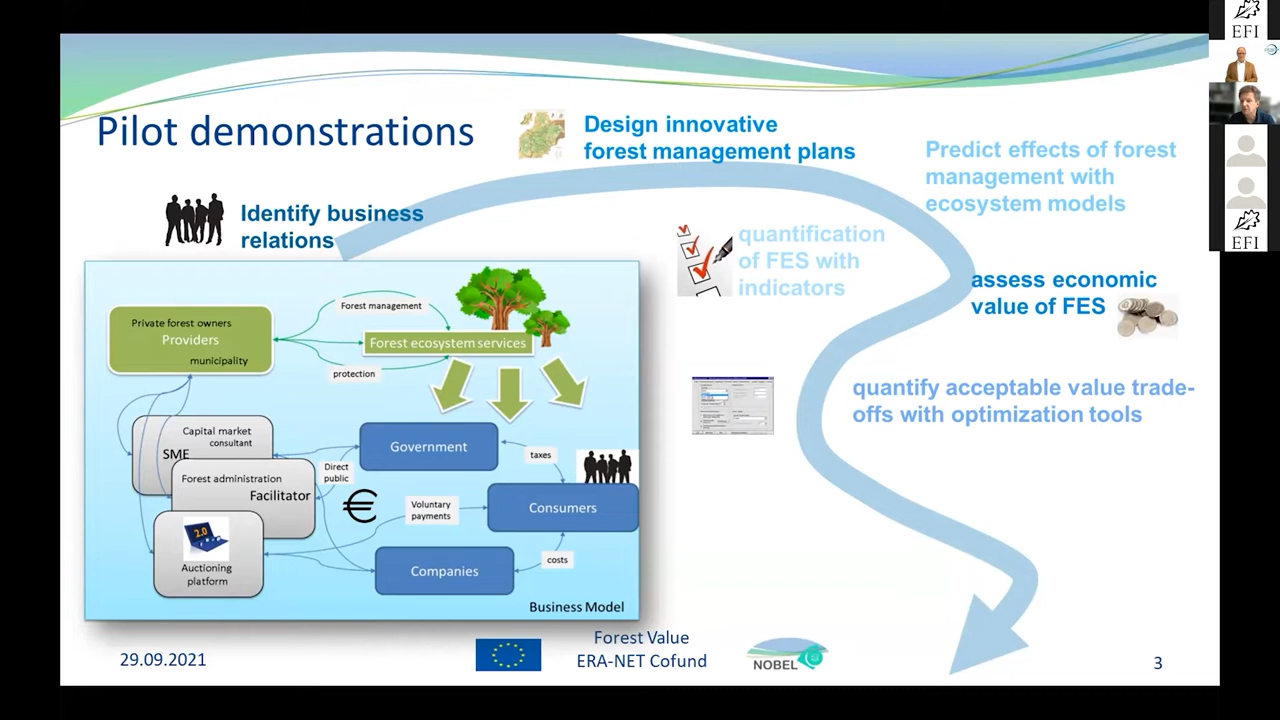 Pilot demonstrations
Design innovative
forest management plans
Predict effects of forest
management with
ecosystem models
Identify business
relations
quantification
of FES with
indicators
assess economic
value of FES
quantify acceptable value trade-
offs with optimization tools
Private forest owners
Providers
municipality
Forest management
Forest ecosystem services
protection
Capital market
consultant
SME
Forest administration
Facilitator
2.0
Auctioning
platform
Government
Direct
public
€
taxes
Voluntary
payments
Consumers
costs
Companies
Business Model
29.09.2021
Forest Value
ERA-NET Cofund
NOBEL
3
EFI
EFI